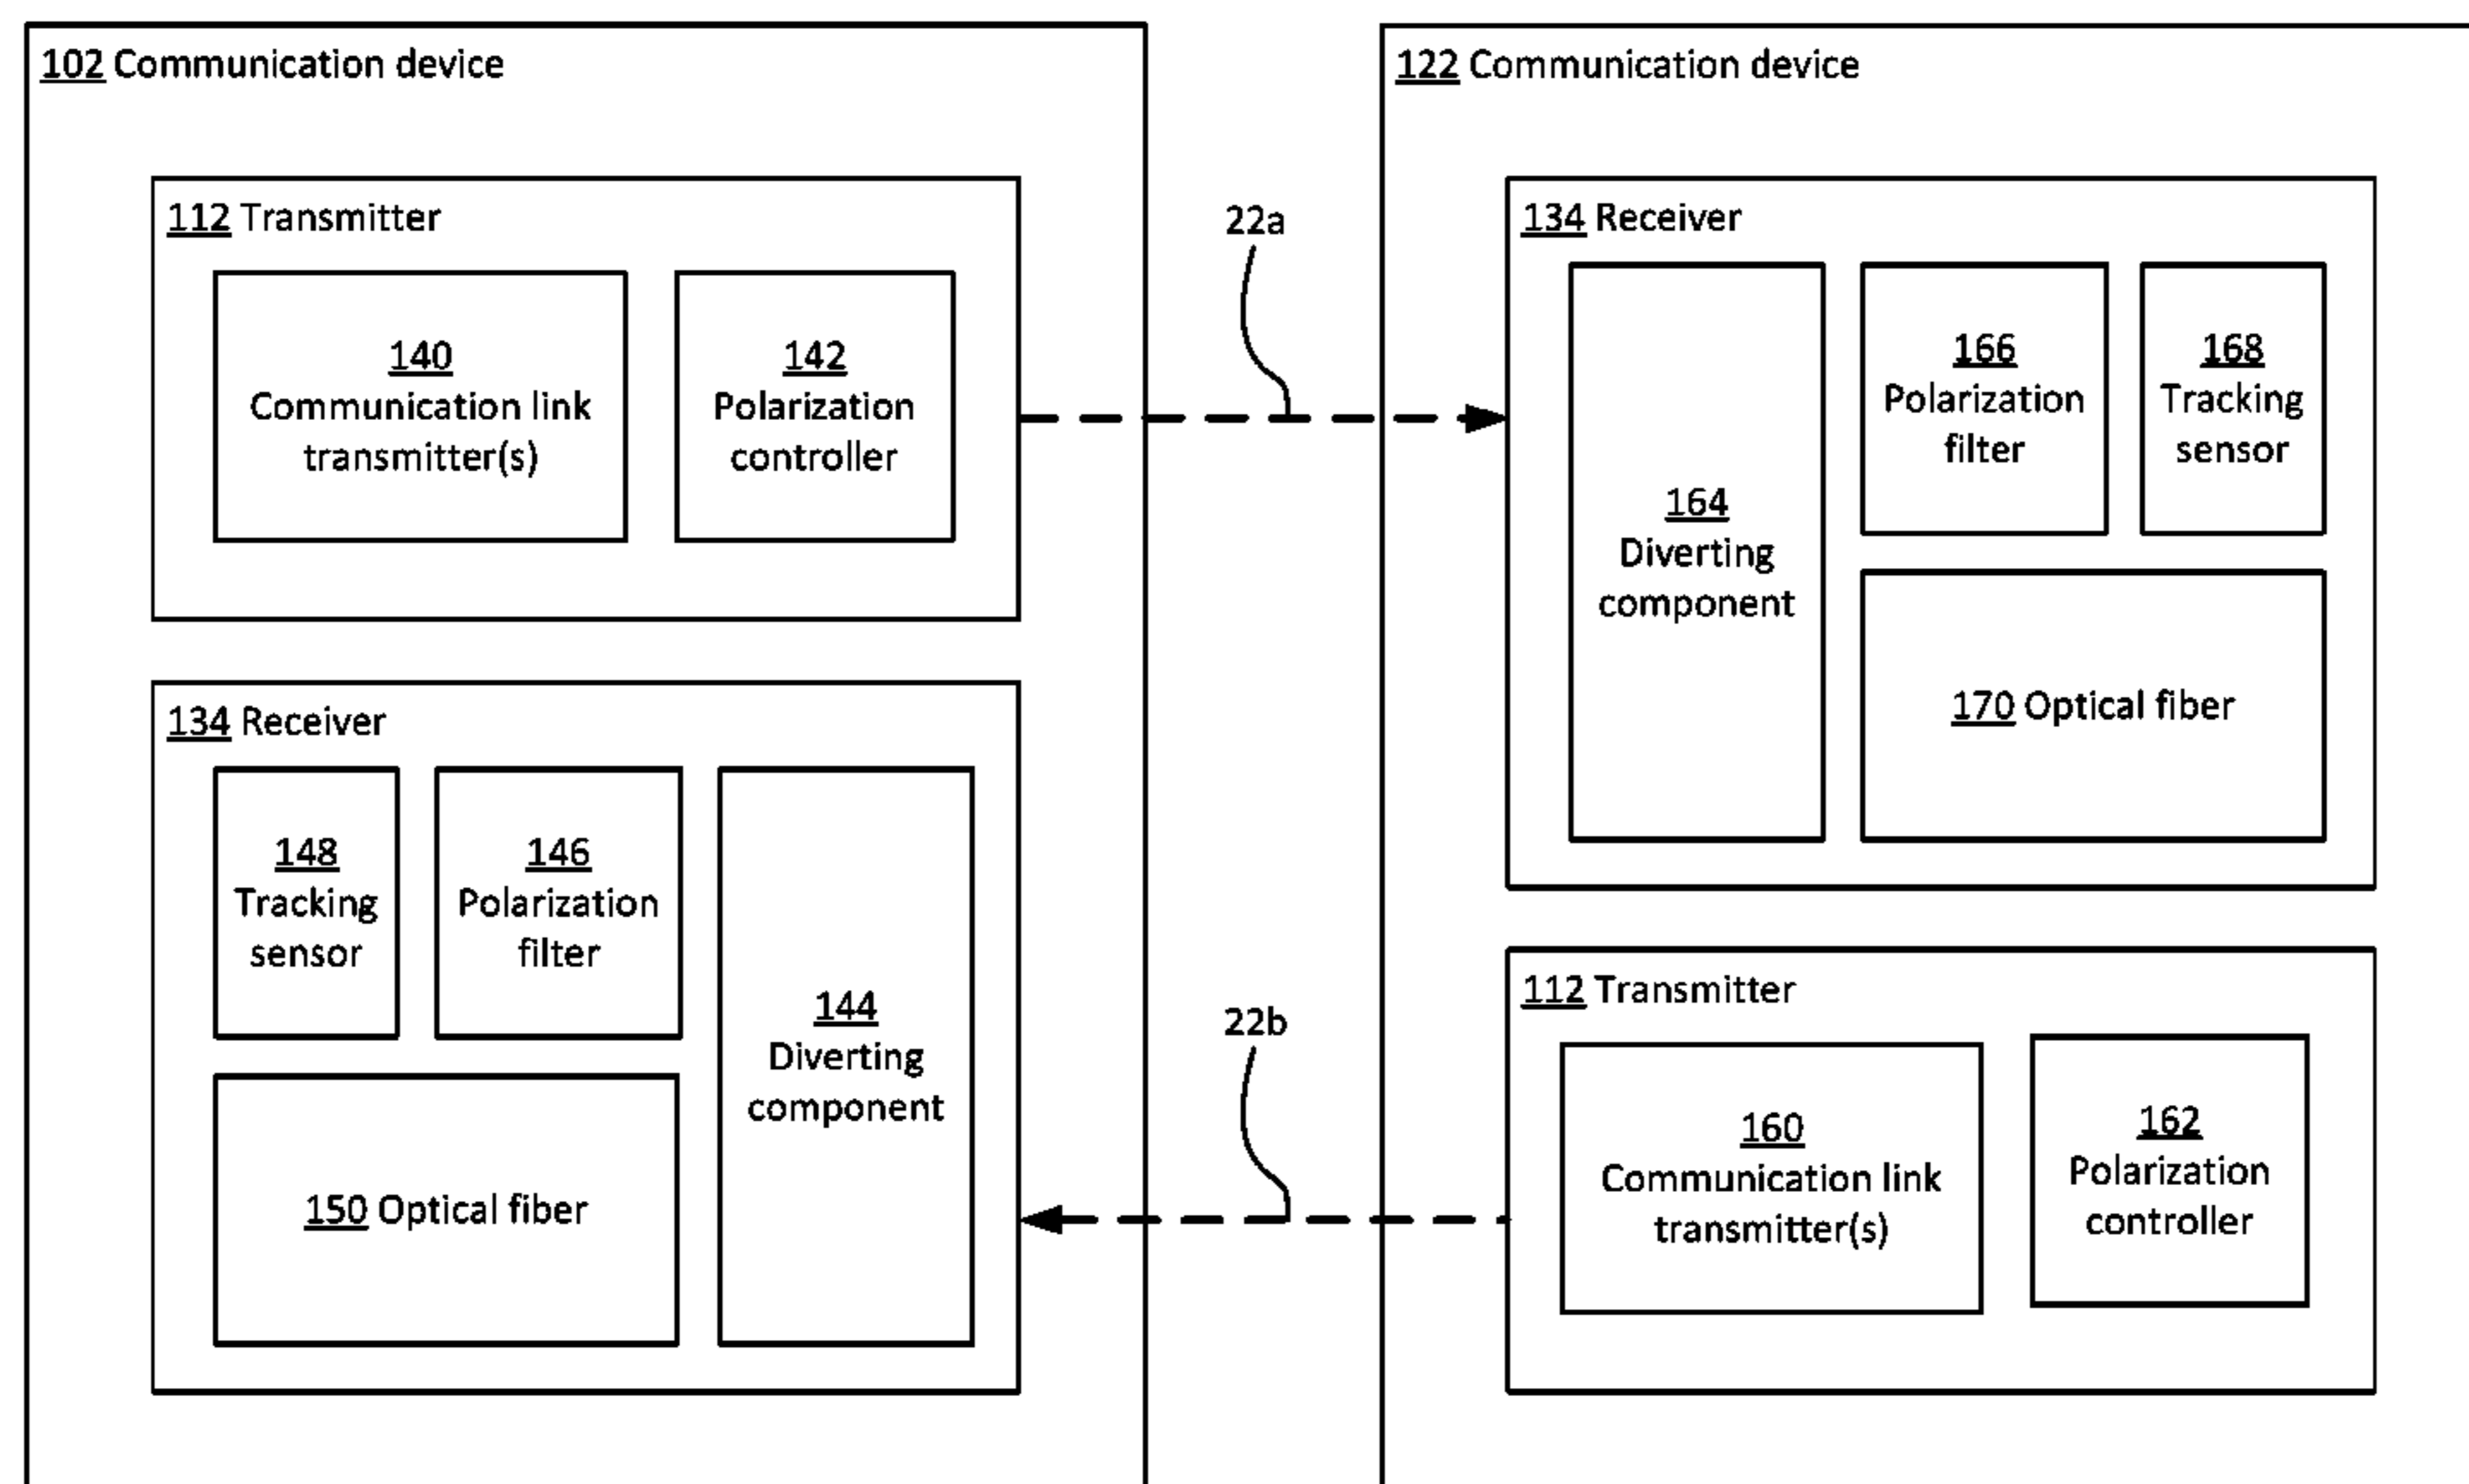 102 Communication device
112 Transmitter
140
Communication link
transmitter(s)
142
Polarization
controller
134 Receiver
148
Tracking
sensor
146
Polarization
filter
144
Diverting
component
150 Optical fiber
22a
22b
122 Communication device
134 Receiver
164
Diverting
component
166
Polarization
filter
168
Tracking
sensor
170 Optical fiber
112 Transmitter
160
Communication link
transmitter(s)
162
Polarization
controller